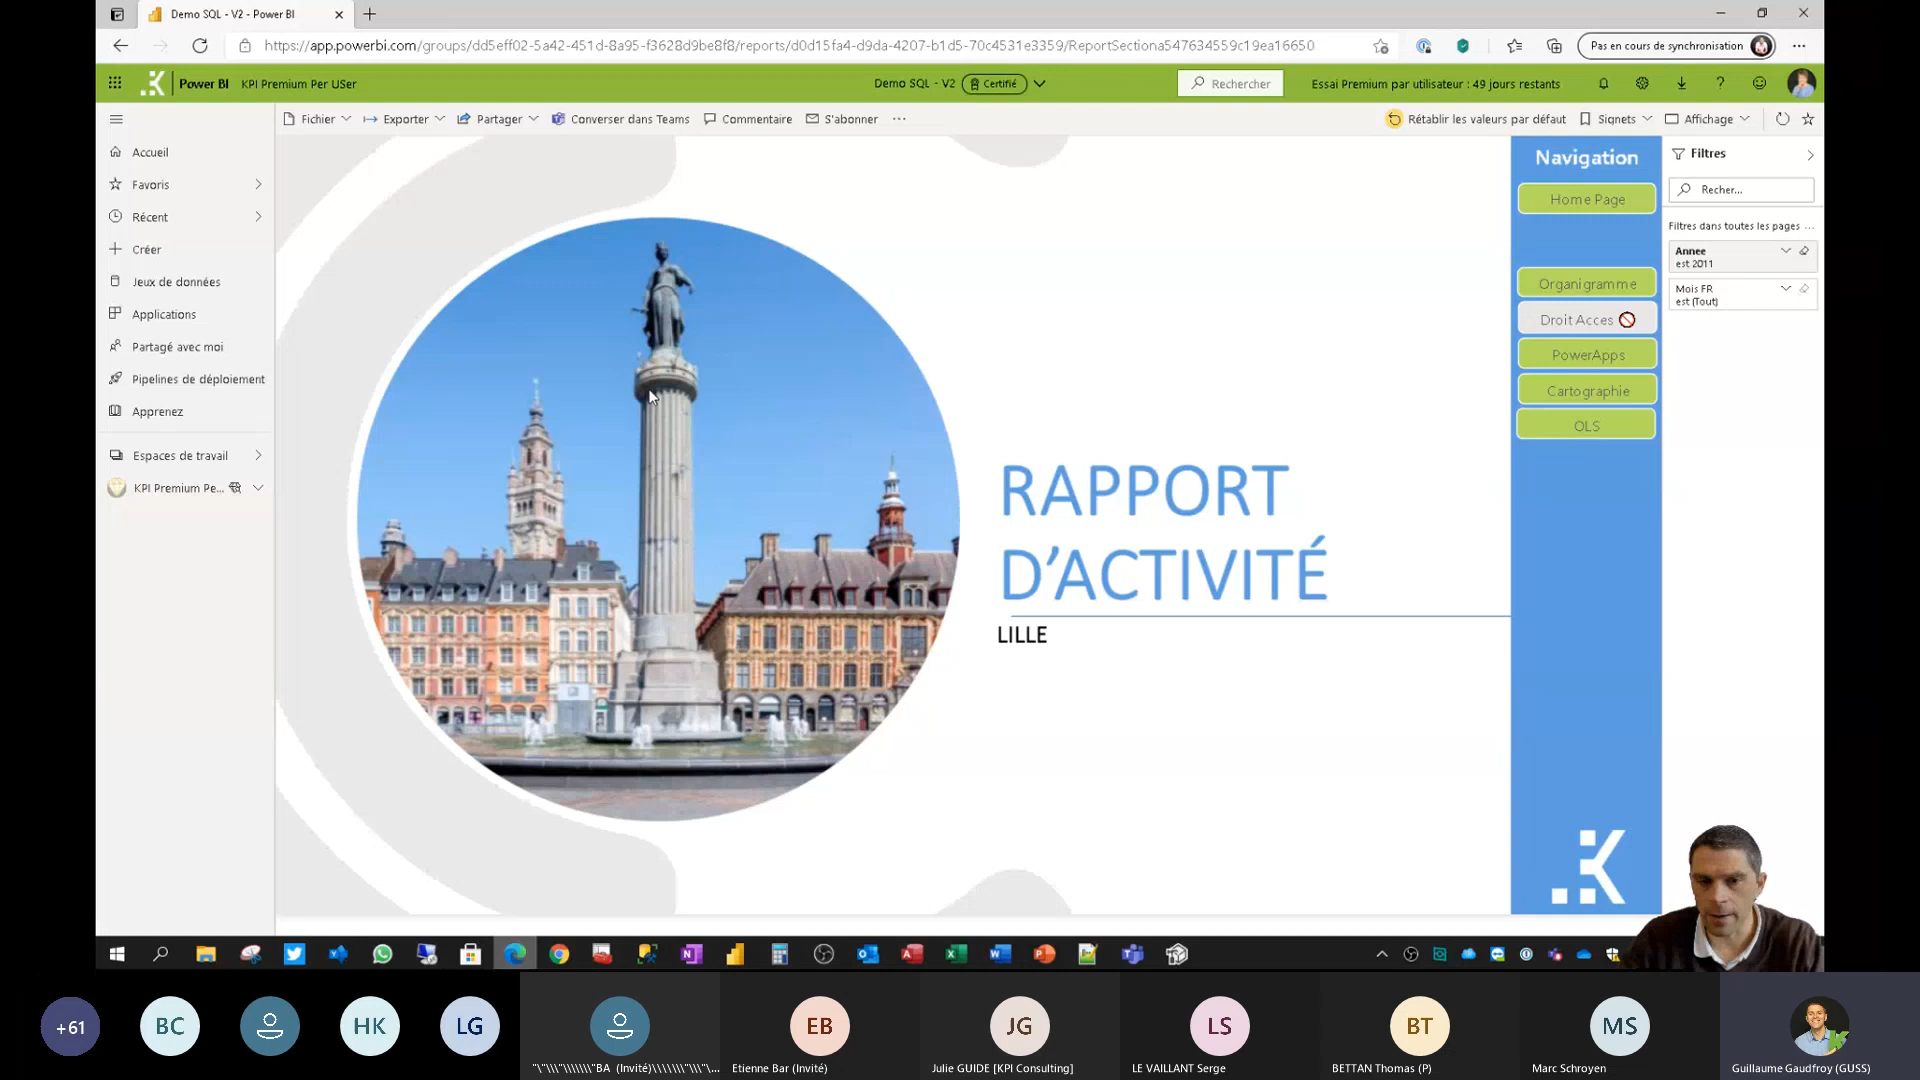 Demo SQL - V2 - Power BI
https://app.powerbi.com/groups/dd5eff02-5a42-451d-8a95-f3628d9be8f8/reports/d0d15fa4-d9da-4207-b1d5-70c4531e3359/ReportSectiona547634559c19ea16650
Pas en cours de synchronisation
Power BI KPI Premium Per USer
Demo SQL - V2 Certifié
Rechercher
Essai Premium par utilisateur : 49 jours restants
Fichier
Exporter
Partager
Converser dans Teams
Commentaire
S'abonner
Rétablir les valeurs par défaut
Signets
Affichage
Accueil
Favoris
Récent
Créer
Jeux de données
Applications
Partagé avec moi
Pipelines de déploiement
Apprenez
Espaces de travail
KPI Premium Pe...
RAPPORT
D'ACTIVITÉ
LILLE
Navigation
Home Page
Organigramme
Droit Acces
PowerApps
Cartographie
OLS
Filtres
Recher...
Filtres dans toutes les pages ...
Annee
est 2011
Mois FR
est (Tout)
+61
BC
HK
LG
EB
JG
LS
BT
MS
"\"\\\"\\\\\\\"BA (Invité)\\\\\\\"\\\"\...
Etienne Bar (Invité)
Julie GUIDE [KPI Consulting]
LE VAILLANT Serge
BETTAN Thomas (P)
Marc Schroyen
Guillaume Gaudfroy (GUSS)